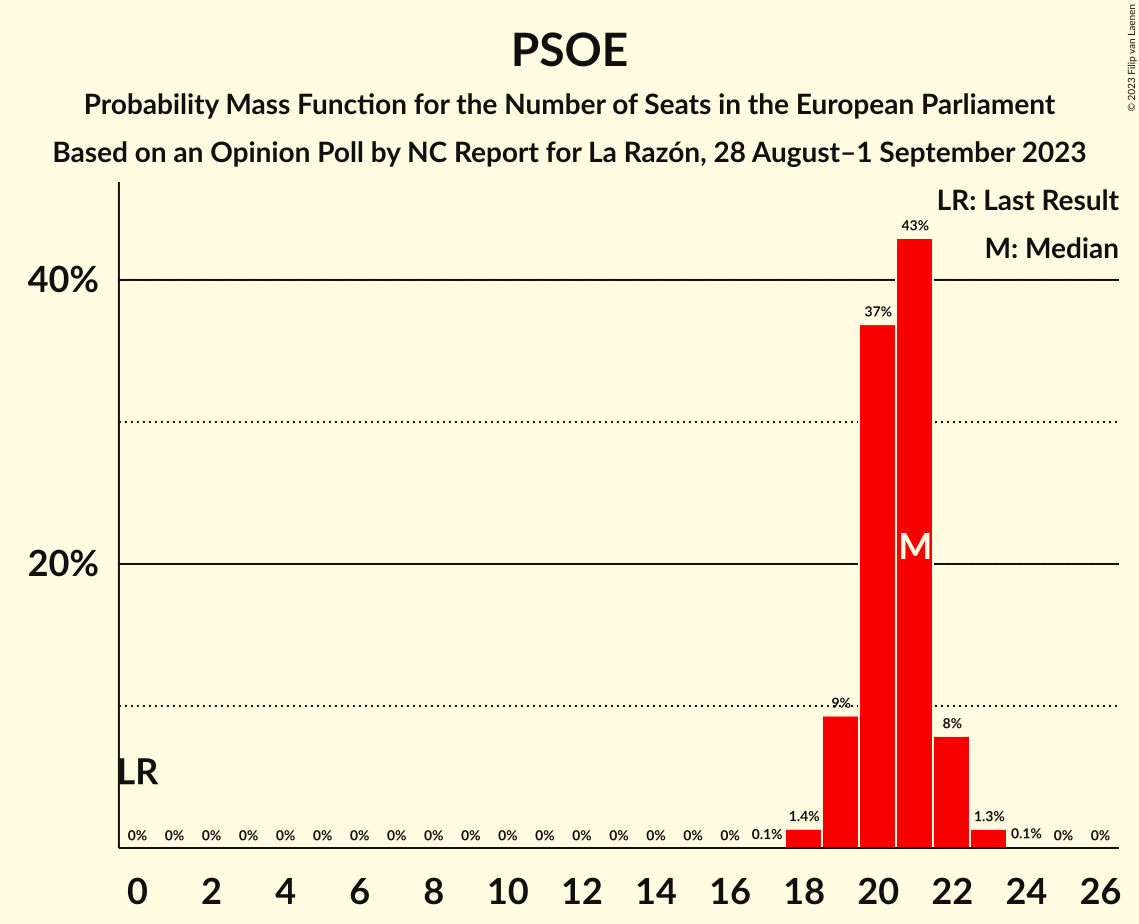 PSOE
Probability Mass Function for the Number of Seats in the European Parliament
Based on an Opinion Poll by NC Report for La Razón, 28 August–1 September 2023
© 2023 Filip van Laenen
LR: Last Result
M: Median
40%
20%
43%
37%
9%
8%
1.4%
1.3%
0.1%
0.1%
M
LR
0% 0% 0% 0% 0% 0% 0% 0% 0% 0% 0% 0% 0% 0% 0% 0% 0% 0% 0%
0 2 4 6 8 10 12 14 16 18 20 22 24 26